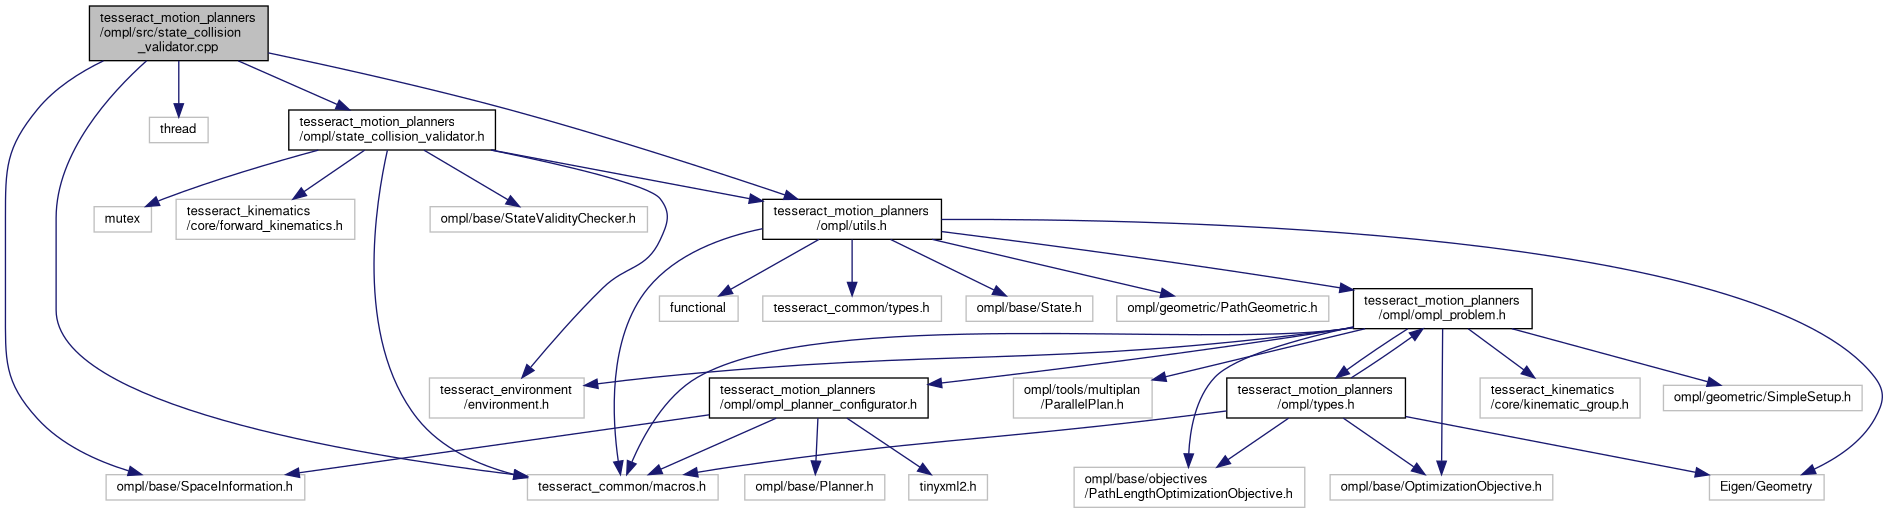 tesseract_motion_planners
/ompl/src/state_collision
_validator.cpp
thread
tesseract_motion_planners
/ompl/state_collision_validator.h
mutex
tesseract_kinematics
/core/forward_kinematics.h
ompl/base/StateValidityChecker.h
tesseract_motion_planners
/ompl/utils.h
functional
tesseract_common/types.h
ompl/base/State.h
ompl/geometric/PathGeometric.h
tesseract_motion_planners
/ompl/ompl_problem.h
tesseract_environment
/environment.h
tesseract_motion_planners
/ompl/ompl_planner_configurator.h
ompl/tools/multiplan
/ParallelPlan.h
tesseract_motion_planners
/ompl/types.h
tesseract_kinematics
/core/kinematic_group.h
ompl/geometric/SimpleSetup.h
ompl/base/SpaceInformation.h
tesseract_common/macros.h
ompl/base/Planner.h
tinyxml2.h
ompl/base/objectives
/PathLengthOptimizationObjective.h
ompl/base/OptimizationObjective.h
Eigen/Geometry